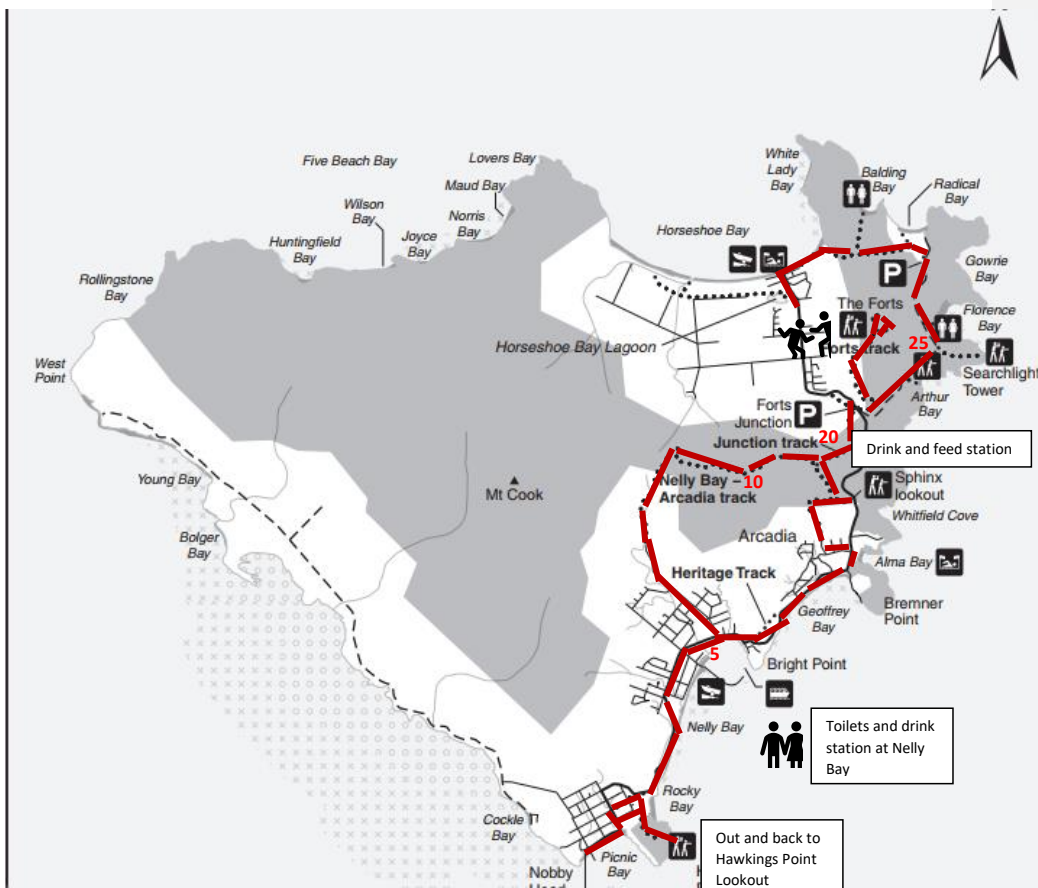 Five Beach Bay
Lovers Bay
Maud Bay
Wilson
Bay
Norris
Bay
Joyce
Bay
Huntingfield
Bay
Rollingstone
Bay
West
Point
White
Lady
Bay
Balding
Bay
Radical
Bay
Horseshoe Bay
P
Gowrie
Bay
The Forts
Florence
Bay
Horseshoe Bay Lagoon
Forts track
25
Searchlight
Tower
Arthur
Bay
Forts
Junction
P
Junction track
20
Drink and feed station
Nelly Bay –
Arcadia track
10
Sphinx
lookout
Mt Cook
Whitfield Cove
Young Bay
Bolger
Bay
Arcadia
Alma Bay
Heritage Track
Geoffrey
Bay
Bremner
Point
5
Bright Point
Nelly Bay
Toilets and drink
station at Nelly
Bay
Rocky
Bay
Cockle
Bay
Picnic
Bay
Nobby
Out and back to
Hawkings Point
Lookout